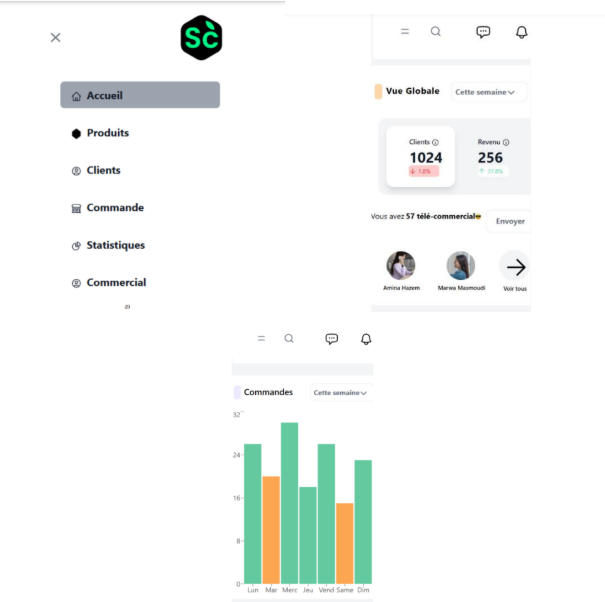 Sc
Accueil
Produits
Clients
Commande
Statistiques
Commercial
Vue Globale
Cette semaine
Clients
Revenu
1024
256
1.8%
Vous avez 57 télé-commercial
Envoyer
Amina Hazem
Marwa Masmoudi
Voir tous
Commandes
Cette semaine
32
24
16
8
0
Lun Mar Merc Jeu Vend Same Dim